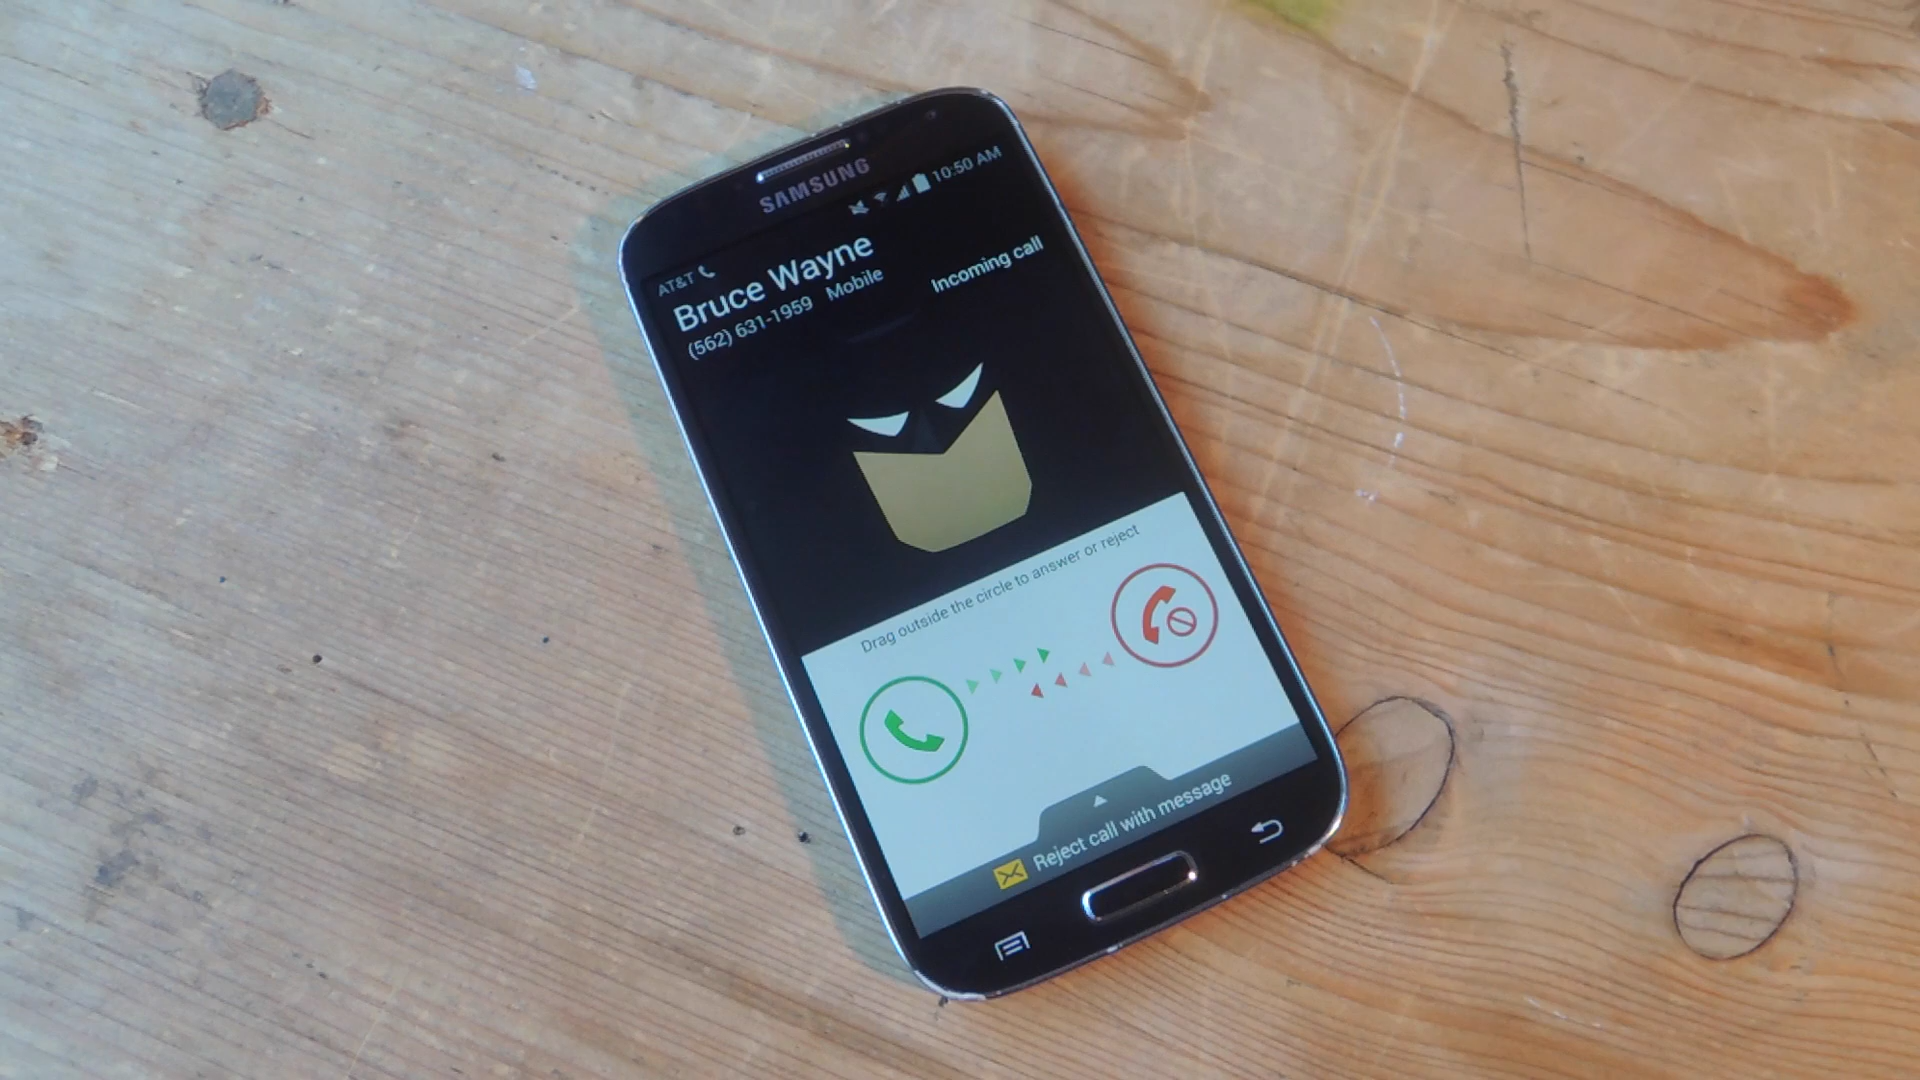 SAMSUNG
10:50 AM
AT&T
Bruce Wayne
(562) 631-1959 Mobile
Incoming call
Drag outside the circle to answer or reject
Reject call with message